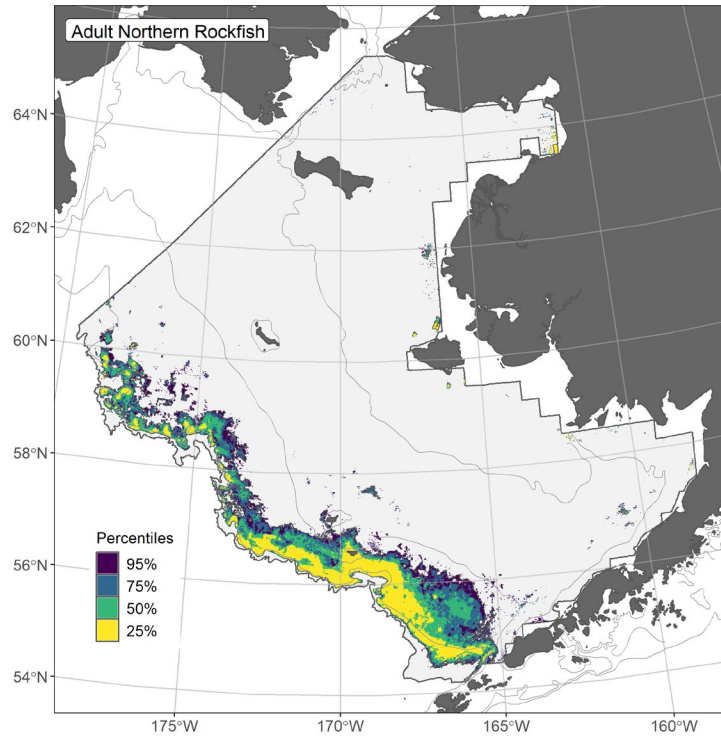 Adult Northern Rockfish
64°N
62°N
60°N
58°N
56°N
54°N
Percentiles
95%
75%
50%
25%
175°W
170°W
165°W
160°W